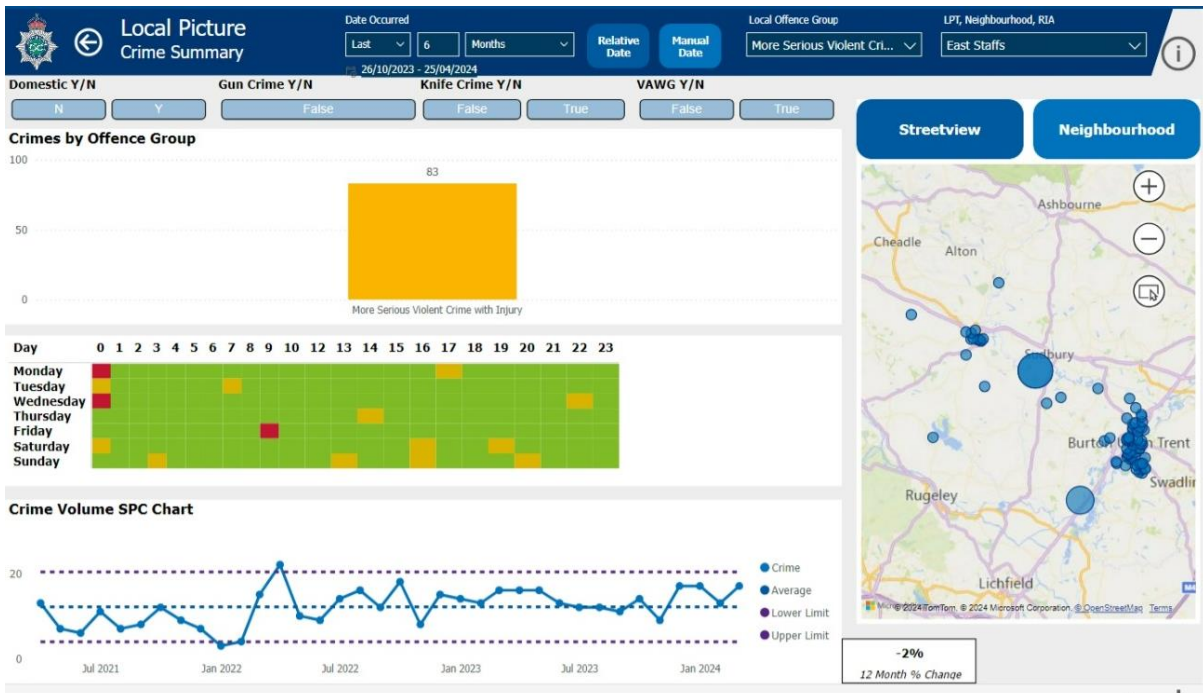 Local Picture
Crime Summary
Date Occurred
Last
6
Months
26/10/2023 - 25/04/2024
Relative
Date
Manual
Date
Local Offence Group
More Serious Violent Cri...
LPT, Neighbourhood, RIA
East Staffs
Domestic Y/N
Gun Crime Y/N
Knife Crime Y/N
VAWG Y/N
N
Y
False
False
True
False
True
Streetview
Neighbourhood
Crimes by Offence Group
100
83
50
0
More Serious Violent Crime with Injury
Day 0 1 2 3 4 5 6 7 8 9 10 12 13 14 15 16 17 18 19 20 21 22 23
Monday
Tuesday
Wednesday
Thursday
Friday
Saturday
Sunday
Ashbourne
Cheadle
Alton
Sudbury
Trent
Rugeley
Lichfield
© 2024 TomTom, © 2024 Microsoft Corporation, © OpenStreetMap Terms
Crime Volume SPC Chart
20
0
Jul 2021
Jan 2022
Jul 2022
Jan 2023
Jul 2023
Jan 2024
Crime
Average
Lower Limit
Upper Limit
-2%
12 Month % Change